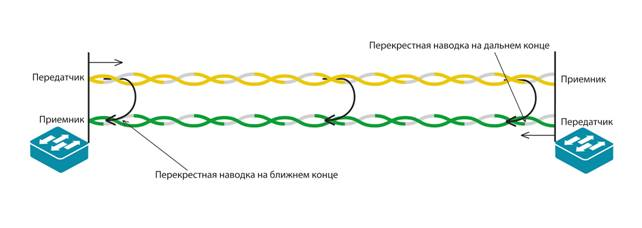 Перекрестная наводка на дальнем конце
Передатчик
Приемник
Приемник
Передатчик
Перекрестная наводка на ближнем конце